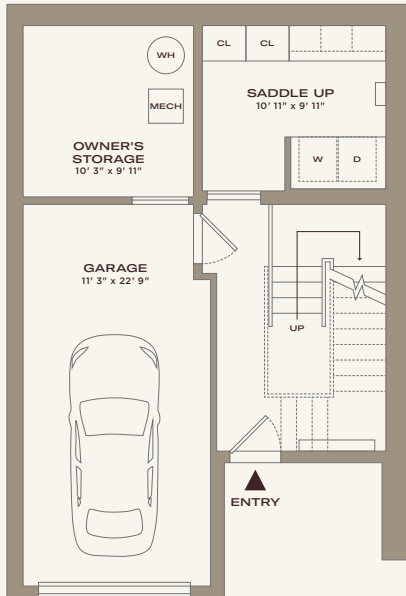 CL
CL
WH
MECH
SADDLE UP
10' 11" x 9' 11"
OWNER'S
STORAGE
10' 3" x 9' 11"
W
D
GARAGE
11' 3" x 22' 9"
UP
ENTRY